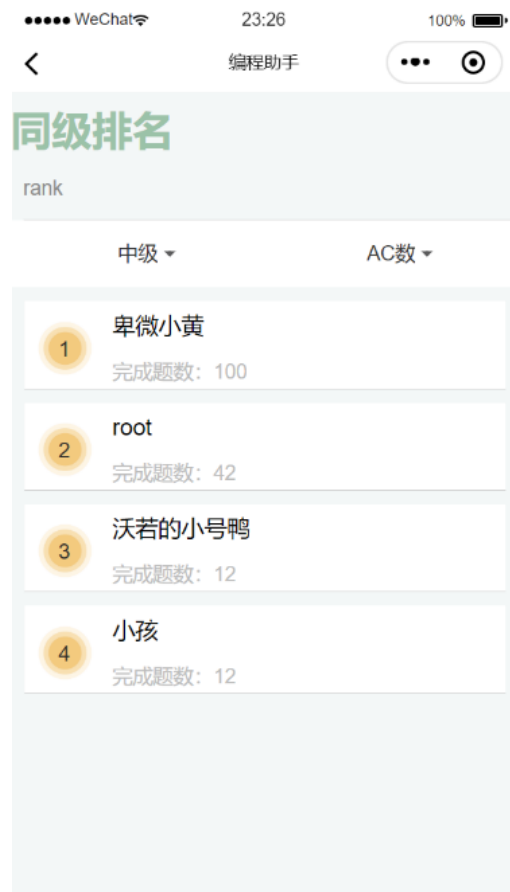 WeChat 23:26 100%
编程助手
同级排名
rank
中级 AC数
1 卑微小黄
完成题数：100
2 root
完成题数：42
3 沃若的小号鸭
完成题数：12
4 小孩
完成题数：12